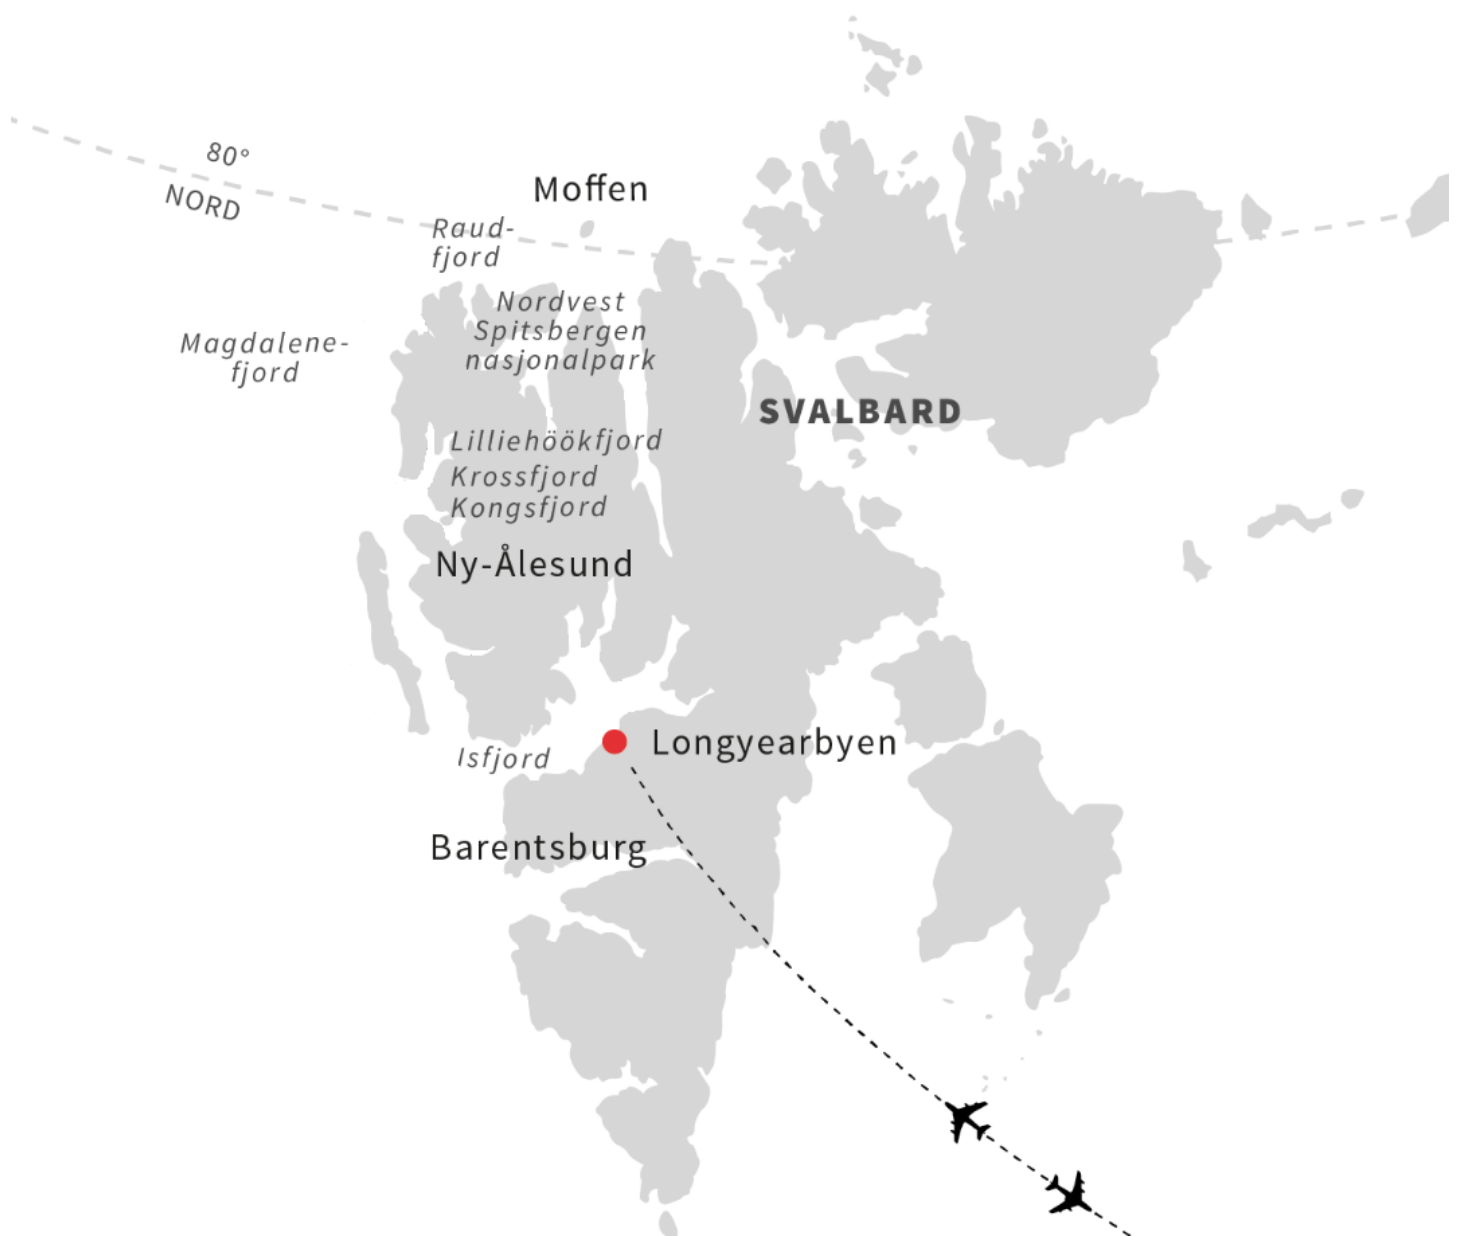 80°
NORD
Moffen
Raud-
fjord
Nordvest
Spitsbergen
nasjonalpark
Magdalene-
fjord
SVALBARD
Lilliehöökfjord
Krossfjord
Kongsfjord
Ny-Ålesund
Longyearbyen
Isfjord
Barentsburg